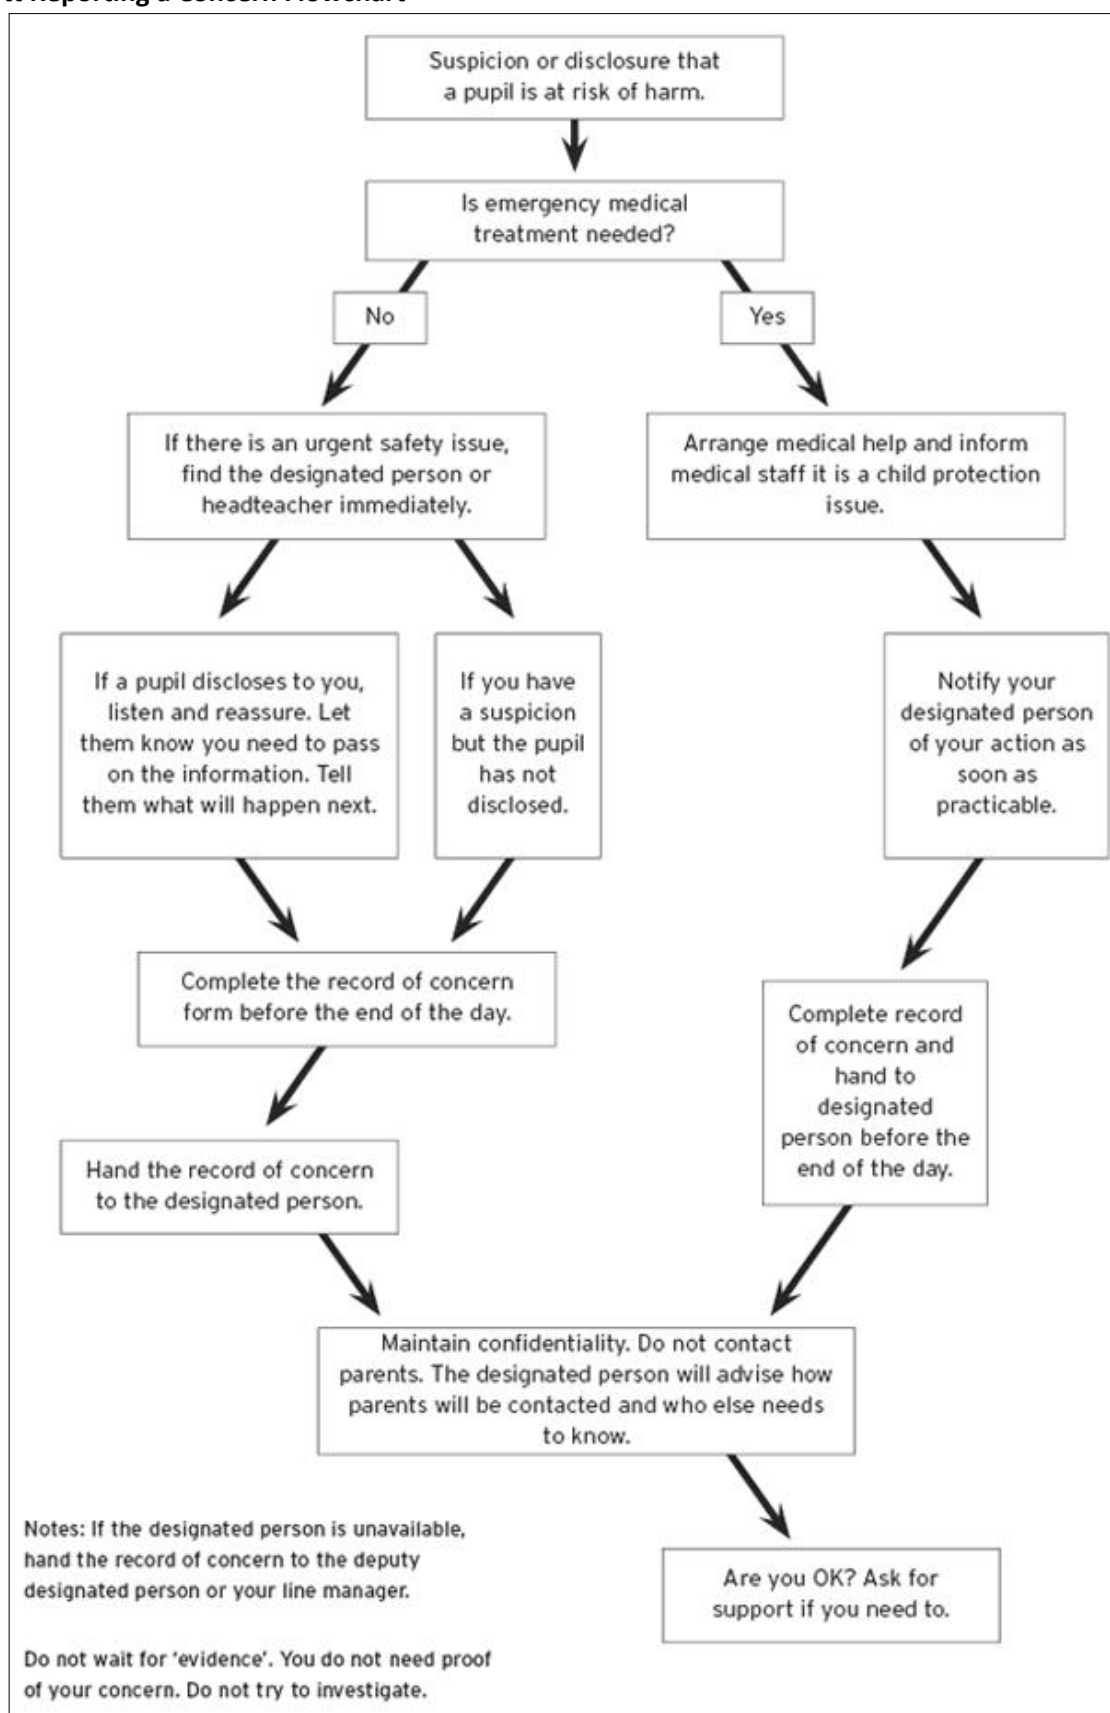 Reporting a Concern Flowchart
Suspicion or disclosure that
a pupil is at risk of harm.
Is emergency medical
treatment needed?
No
Yes
If there is an urgent safety issue,
find the designated person or
headteacher immediately.
Arrange medical help and inform
medical staff it is a child protection
issue.
If a pupil discloses to you,
listen and reassure. Let
them know you need to pass
on the information. Tell
them what will happen next.
If you have
a suspicion
but the pupil
has not
disclosed.
Notify your
designated person
of your action as
soon as
practicable.
Complete the record of concern
form before the end of the day.
Complete record
of concern and
hand to
designated
person before the
end of the day.
Hand the record of concern
to the designated person.
Maintain confidentiality. Do not contact
parents. The designated person will advise how
parents will be contacted and who else needs
to know.
Notes: If the designated person is unavailable,
hand the record of concern to the deputy
designated person or your line manager.
Are you OK? Ask for
support if you need to.
Do not wait for 'evidence'. You do not need proof
of your concern. Do not try to investigate.